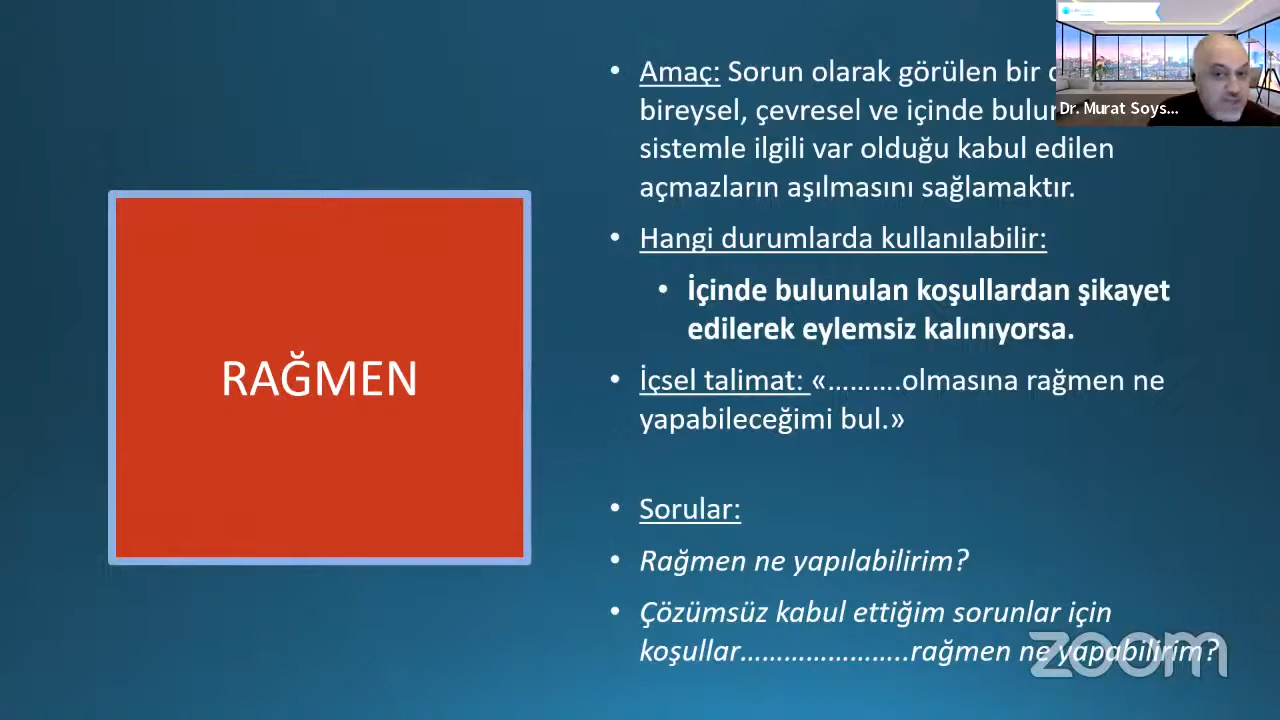 RAĞMEN
• Amaç: Sorun olarak görülen bir
bireysel, çevresel ve içinde
sistemle ilgili var olduğu kabul edilen
açmazların aşılmasını sağlamaktır.
• Hangi durumlarda kullanılabilir:
• İçinde bulunulan koşullardan şikayet
edilerek eylemsiz kalınıyorsa.
• İçsel talimat: «……….olmasına rağmen ne
yapabileceğimi bul.»
• Sorular:
• Rağmen ne yapılabilirim?
• Çözümsüz kabul ettiğim sorunlar için
koşullar…………………..rağmen ne yapabilirim?
Dr. Murat Soys...
zoom